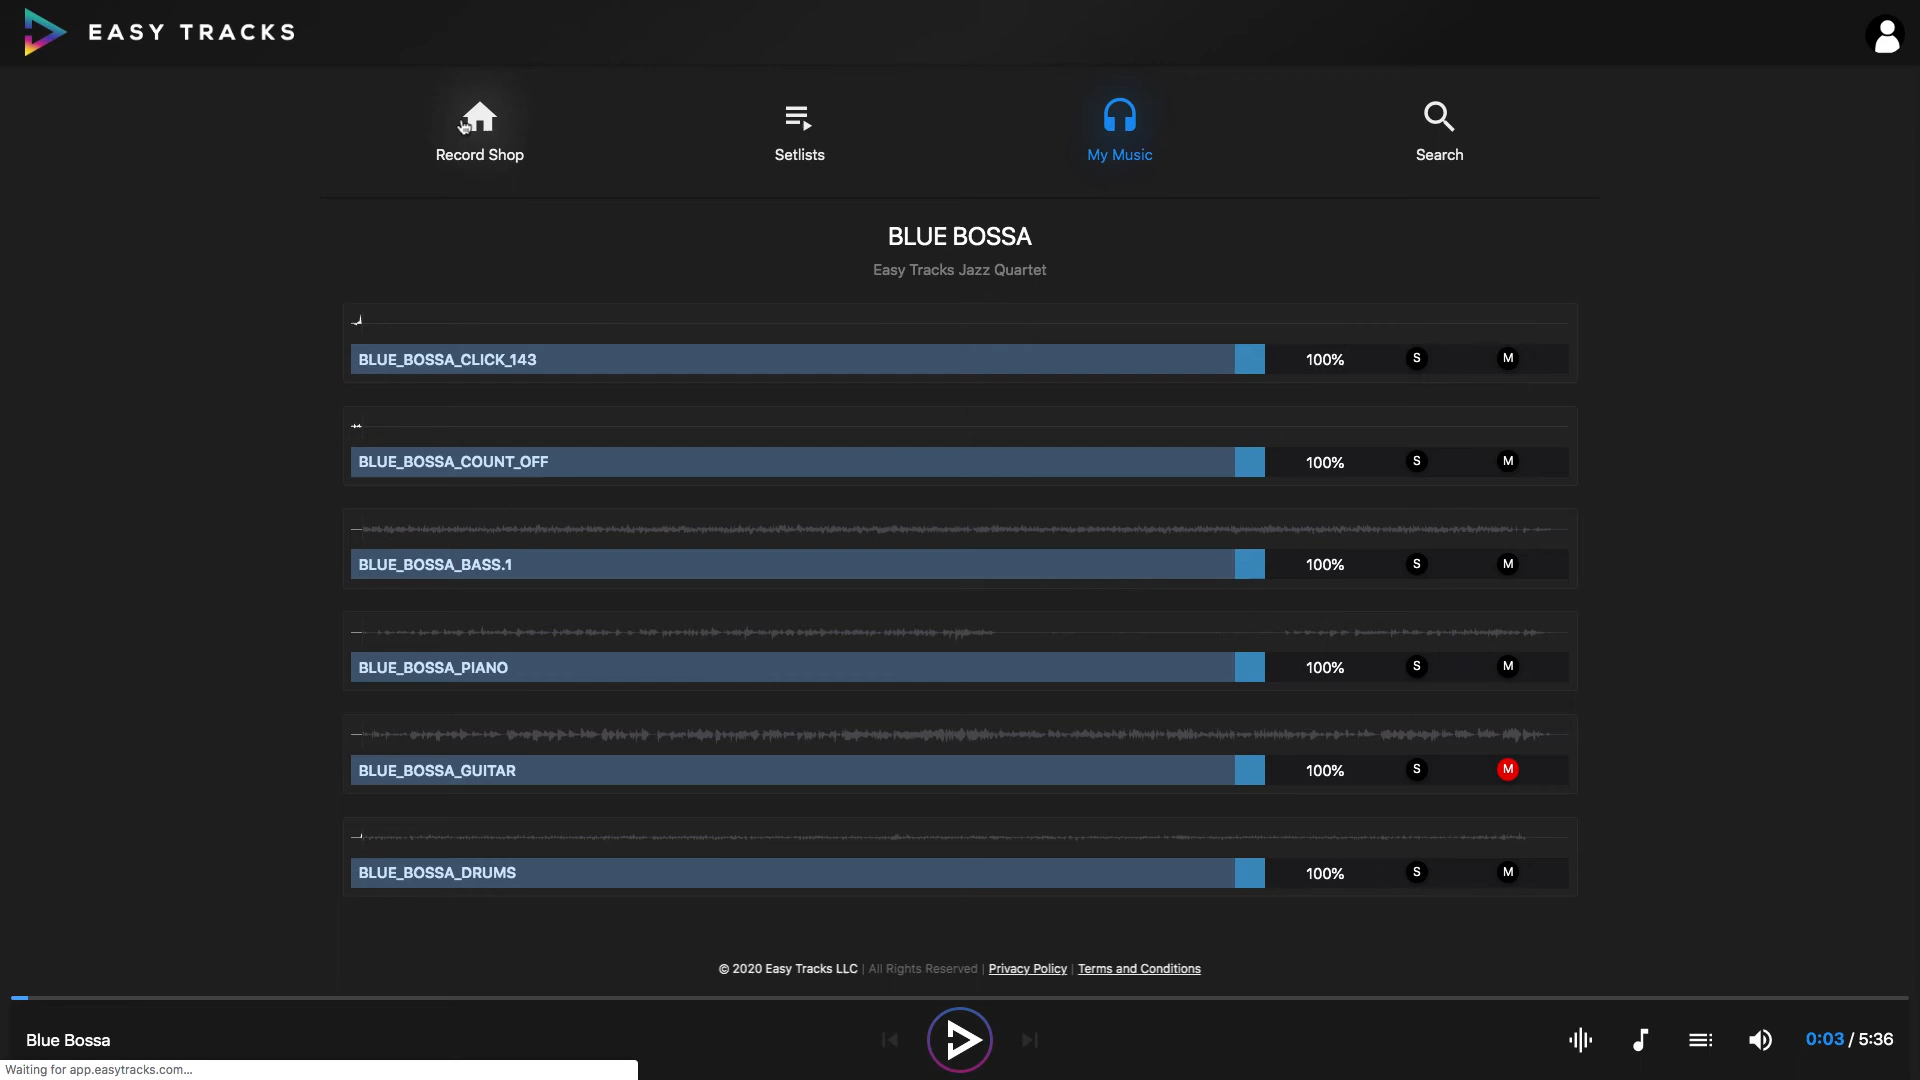 EASY TRACKS
Record Shop
Setlists
My Music
Search
BLUE BOSSA
Easy Tracks Jazz Quartet
BLUE_BOSSA_CLICK_143 100% S M
BLUE_BOSSA_COUNT_OFF 100% S M
BLUE_BOSSA_BASS.1 100% S M
BLUE_BOSSA_PIANO 100% S M
BLUE_BOSSA_GUITAR 100% S M
BLUE_BOSSA_DRUMS 100% S M
© 2020 Easy Tracks LLC | All Rights Reserved | Privacy Policy | Terms and Conditions
Blue Bossa
0:03 / 5:36
Waiting for app.easytracks.com...